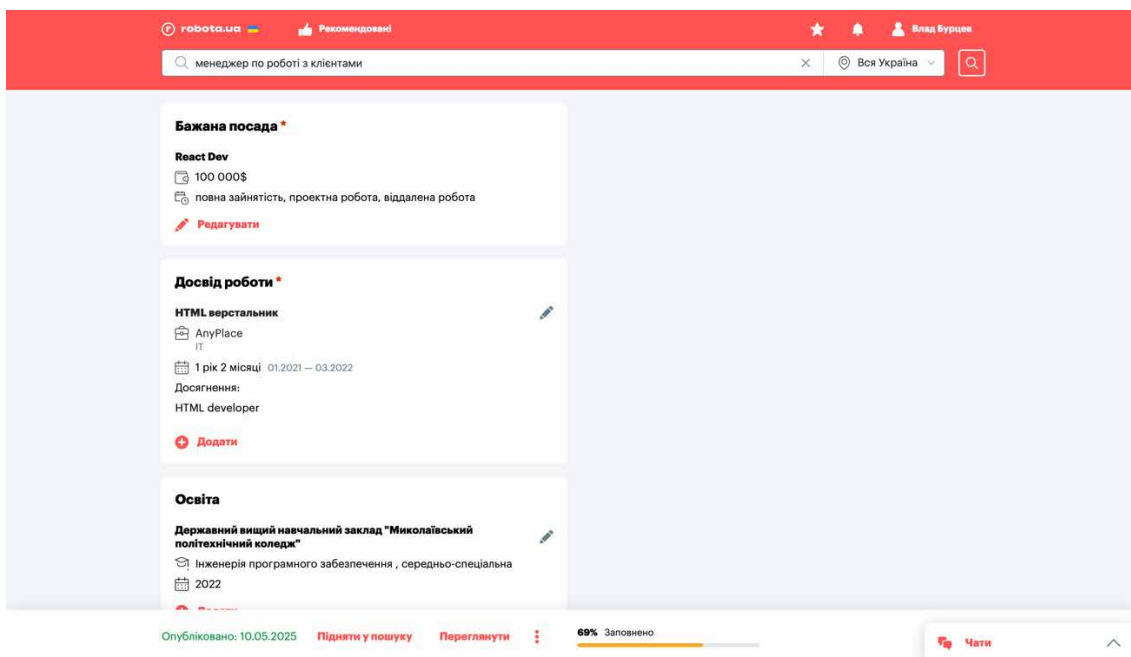 robota.ua
Рекомендовані
Влад Бурцев
менеджер по роботі з клієнтами
Вся Україна
Бажана посада *
React Dev
100 000$
повна зайнятість, проектна робота, віддалена робота
Редагувати
Досвід роботи *
HTML верстальник
AnyPlace
IT
1 рік 2 місяці 01.2021 — 03.2022
Досягнення:
HTML developer
Додати
Освіта
Державний вищий навчальний заклад "Миколаївський
політехнічний коледж"
Інженерія програмного забезпечення , середньо-спеціальна
2022
Опубліковано: 10.05.2025 Підняти у пошуку Переглянути
69% Заповнено
Чати